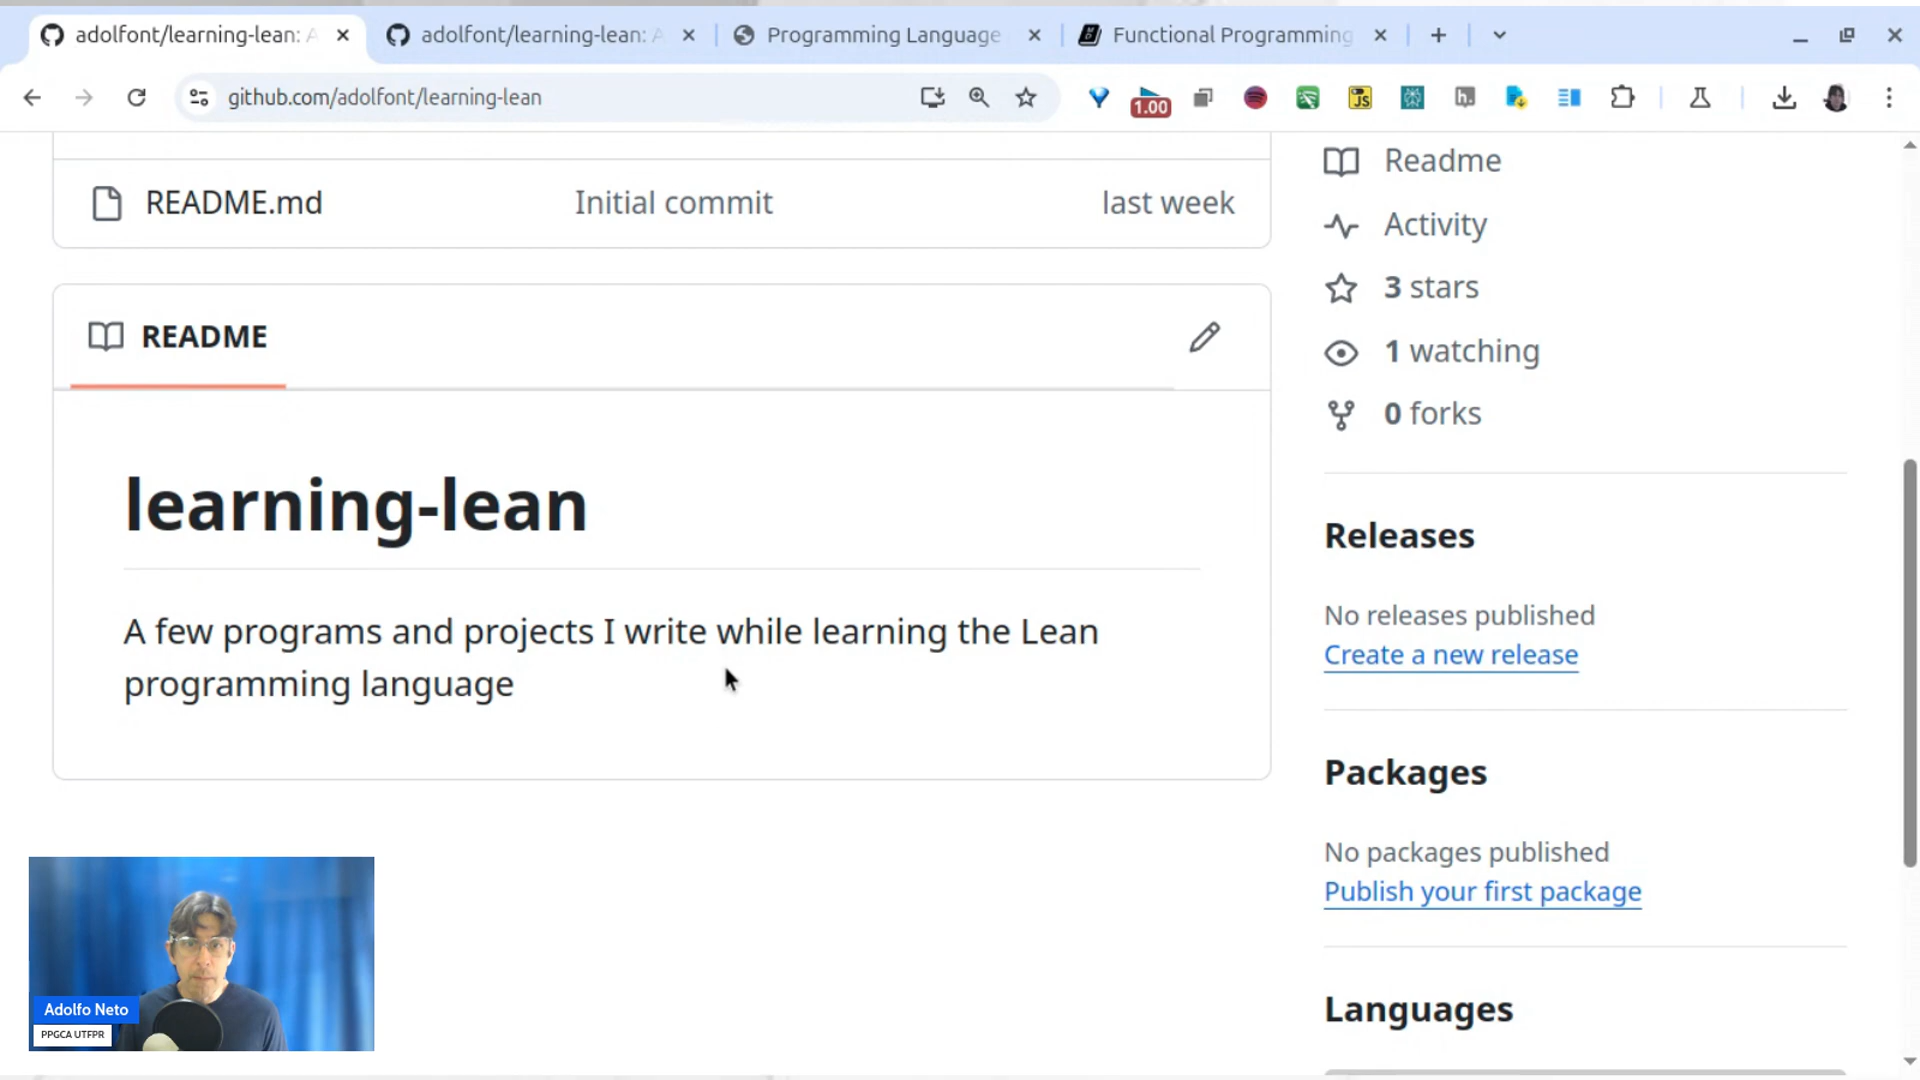 adolfont/learning-lean: A
adolfont/learning-lean: A
Programming Language
Functional Programming
github.com/adolfont/learning-lean
1.00
JS
h.
README.md
Initial commit
last week
README
learning-lean
A few programs and projects I write while learning the Lean
programming language
Readme
Activity
3 stars
1 watching
0 forks
Releases
No releases published
Create a new release
Packages
No packages published
Publish your first package
Languages
Adolfo Neto
PPGCA UTFPR